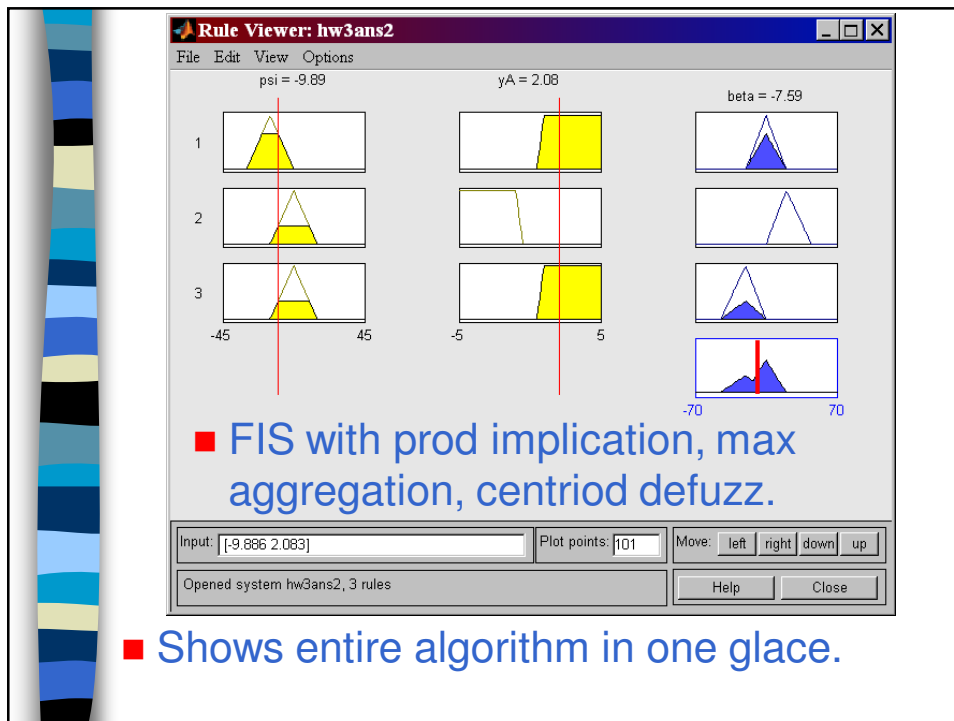 Rule Viewer: hw3ans2
File Edit View Options
psi = -9.89
yA = 2.08
beta = -7.59
1
2
3
-45 45
-5 5
-70 70
■ FIS with prod implication, max
aggregation, centriod defuzz.
Input: [-9.886 2.083]
Plot points: 101
Move: left right down up
Opened system hw3ans2, 3 rules
Help Close
■ Shows entire algorithm in one glace.